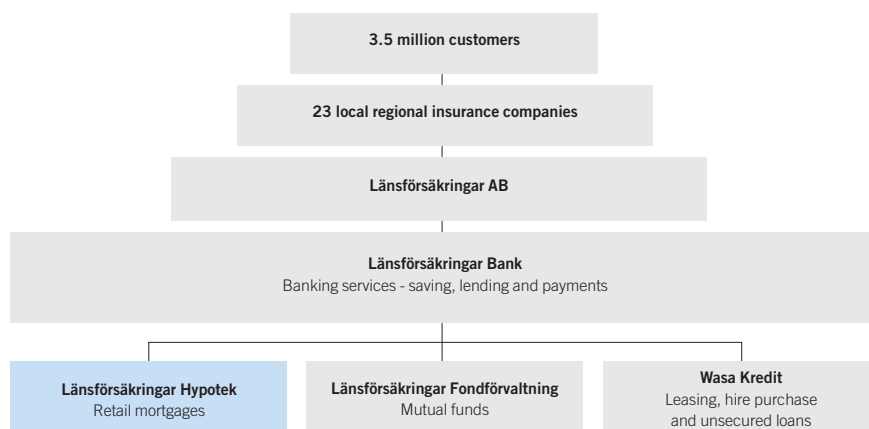 3.5 million customers
23 local regional insurance companies
Länsförsäkringar AB
Länsförsäkringar Bank
Banking services - saving, lending and payments
Länsförsäkringar Hypotek
Retail mortgages
Länsförsäkringar Fondförvaltning
Mutual funds
Wasa Kredit
Leasing, hire purchase
and unsecured loans